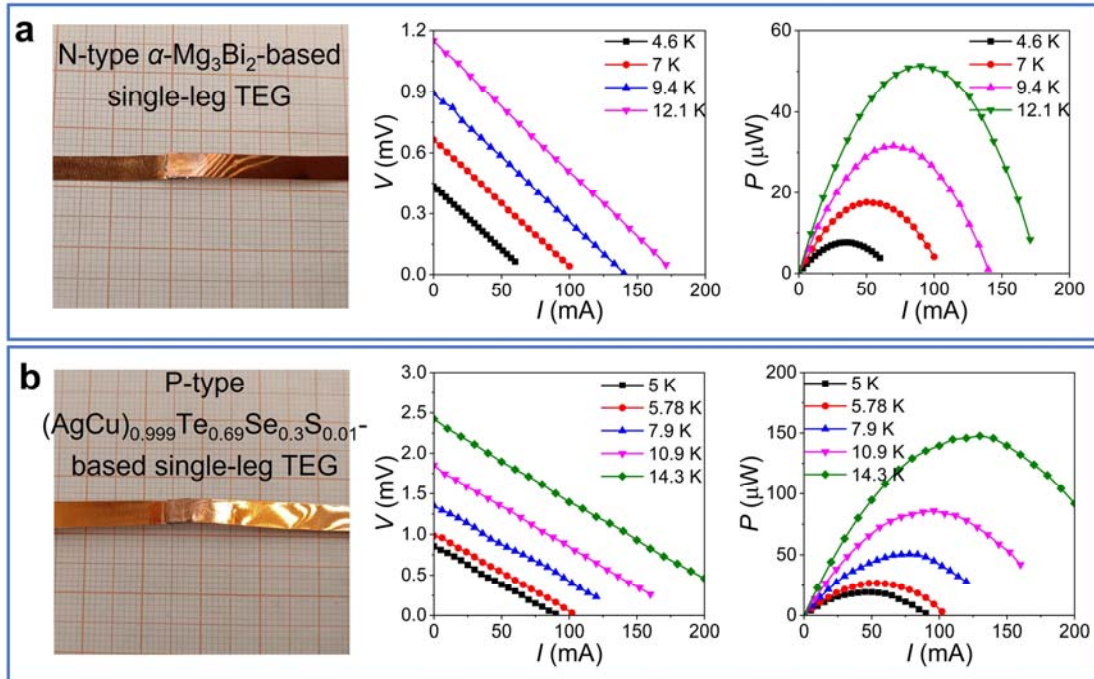 a
N-type α-Mg₃Bi₂-based
single-leg TEG
1.2
0.9
0.6
0.3
0.0
V (mV)
0
50
100
150
200
I (mA)
4.6 K
7 K
9.4 K
12.1 K
60
40
20
0
P (μW)
0
50
100
150
200
I (mA)
4.6 K
7 K
9.4 K
12.1 K
b
P-type
(AgCu)₀.₉₉₉Te₀.₆₉Se₀.₃S₀.₀₁-
based single-leg TEG
3.0
2.5
2.0
1.5
1.0
0.5
0.0
V (mV)
0
50
100
150
200
I (mA)
5 K
5.78 K
7.9 K
10.9 K
14.3 K
200
150
100
50
0
P (μW)
0
50
100
150
200
I (mA)
5 K
5.78 K
7.9 K
10.9 K
14.3 K